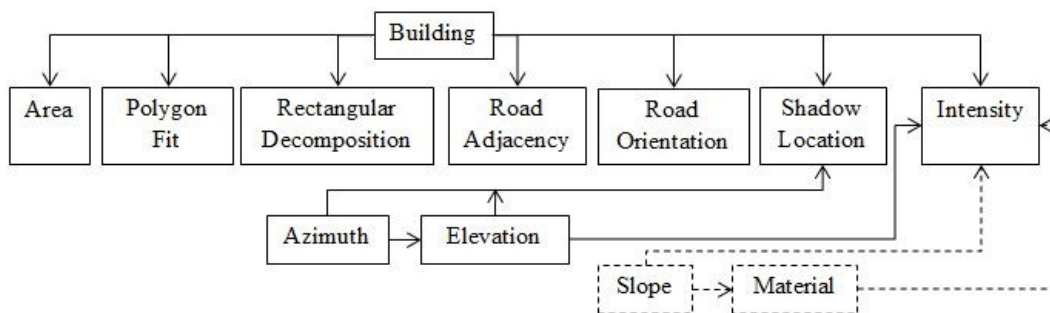 Building
Area
Polygon
Fit
Rectangular
Decomposition
Road
Adjacency
Road
Orientation
Shadow
Location
Intensity
Azimuth
Elevation
Slope
Material